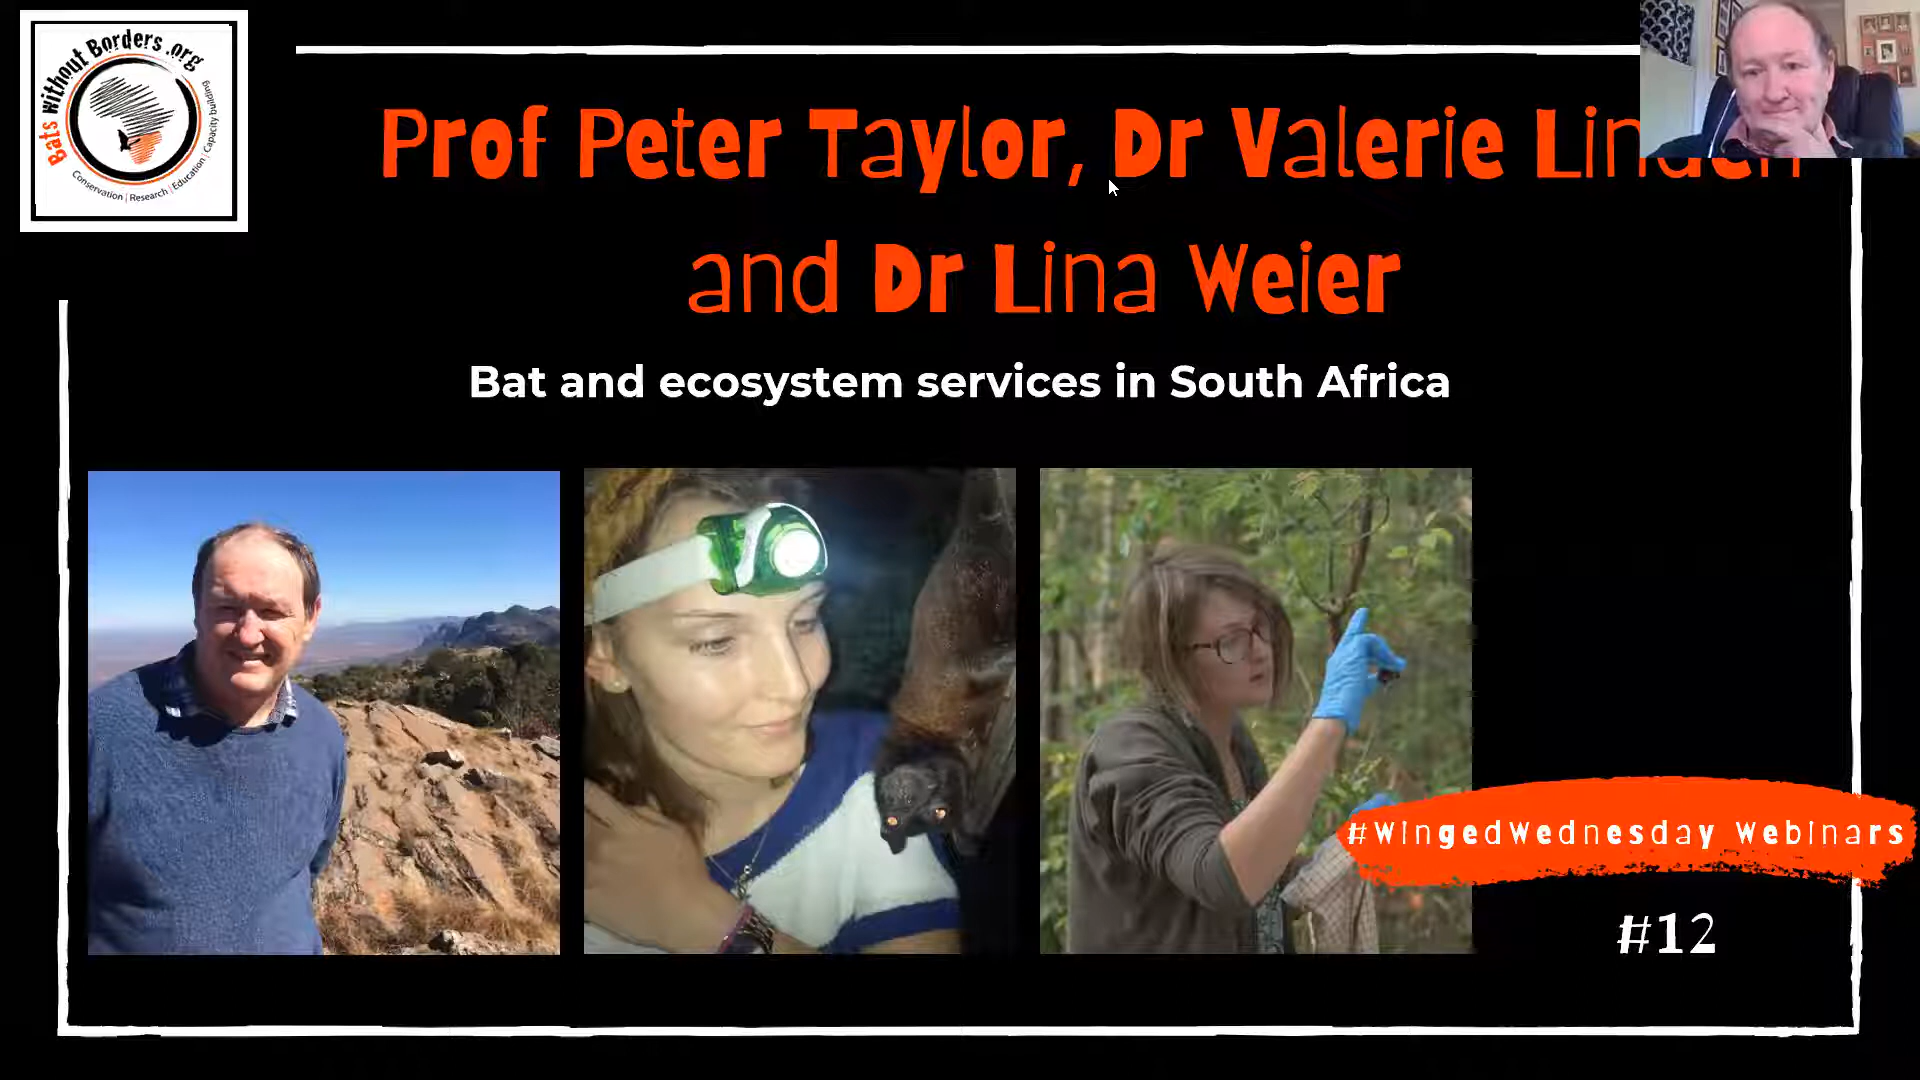 Bats without Borders.org
Conservation | Research | Education | Capacity building
Prof Peter Taylor, Dr Valerie Linden
and Dr Lina Weier
Bat and ecosystem services in South Africa
#WingedWednesday Webinars
#12